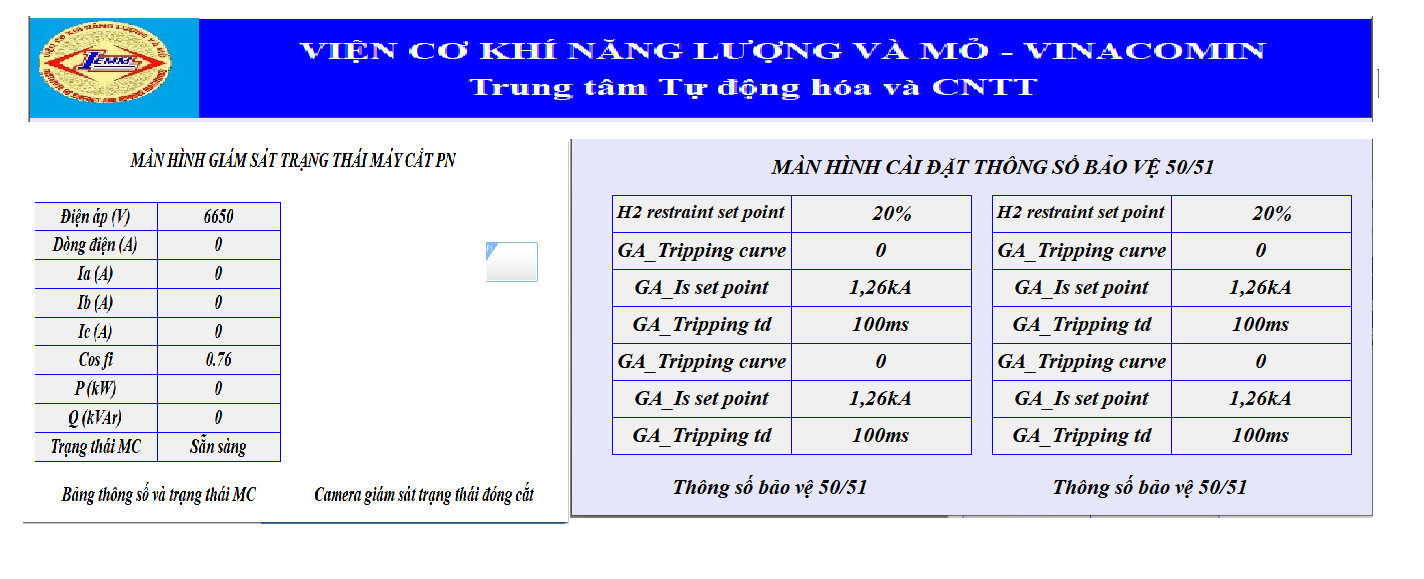 VIỆN CƠ KHÍ NĂNG LƯỢNG VÀ MỎ - VINACOMIN
Trung tâm Tự động hóa và CNTT
IEMM
MÀN HÌNH GIÁM SÁT TRẠNG THÁI MÁY CẮT PN
Điện áp (V) 6650
Dòng điện (A) 0
Ia (A) 0
Ib (A) 0
Ic (A) 0
Cos fi 0.76
P (kW) 0
Q (kVAr) 0
Trạng thái MC Sẵn sàng
Bảng thông số và trạng thái MC
Camera giám sát trạng thái đóng cắt
MÀN HÌNH CÀI ĐẶT THÔNG SỐ BẢO VỆ 50/51
H2 restraint set point 20%
GA_Tripping curve 0
GA_Is set point 1,26kA
GA_Tripping td 100ms
GA_Tripping curve 0
GA_Is set point 1,26kA
GA_Tripping td 100ms
Thông số bảo vệ 50/51
H2 restraint set point 20%
GA_Tripping curve 0
GA_Is set point 1,26kA
GA_Tripping td 100ms
GA_Tripping curve 0
GA_Is set point 1,26kA
GA_Tripping td 100ms
Thông số bảo vệ 50/51